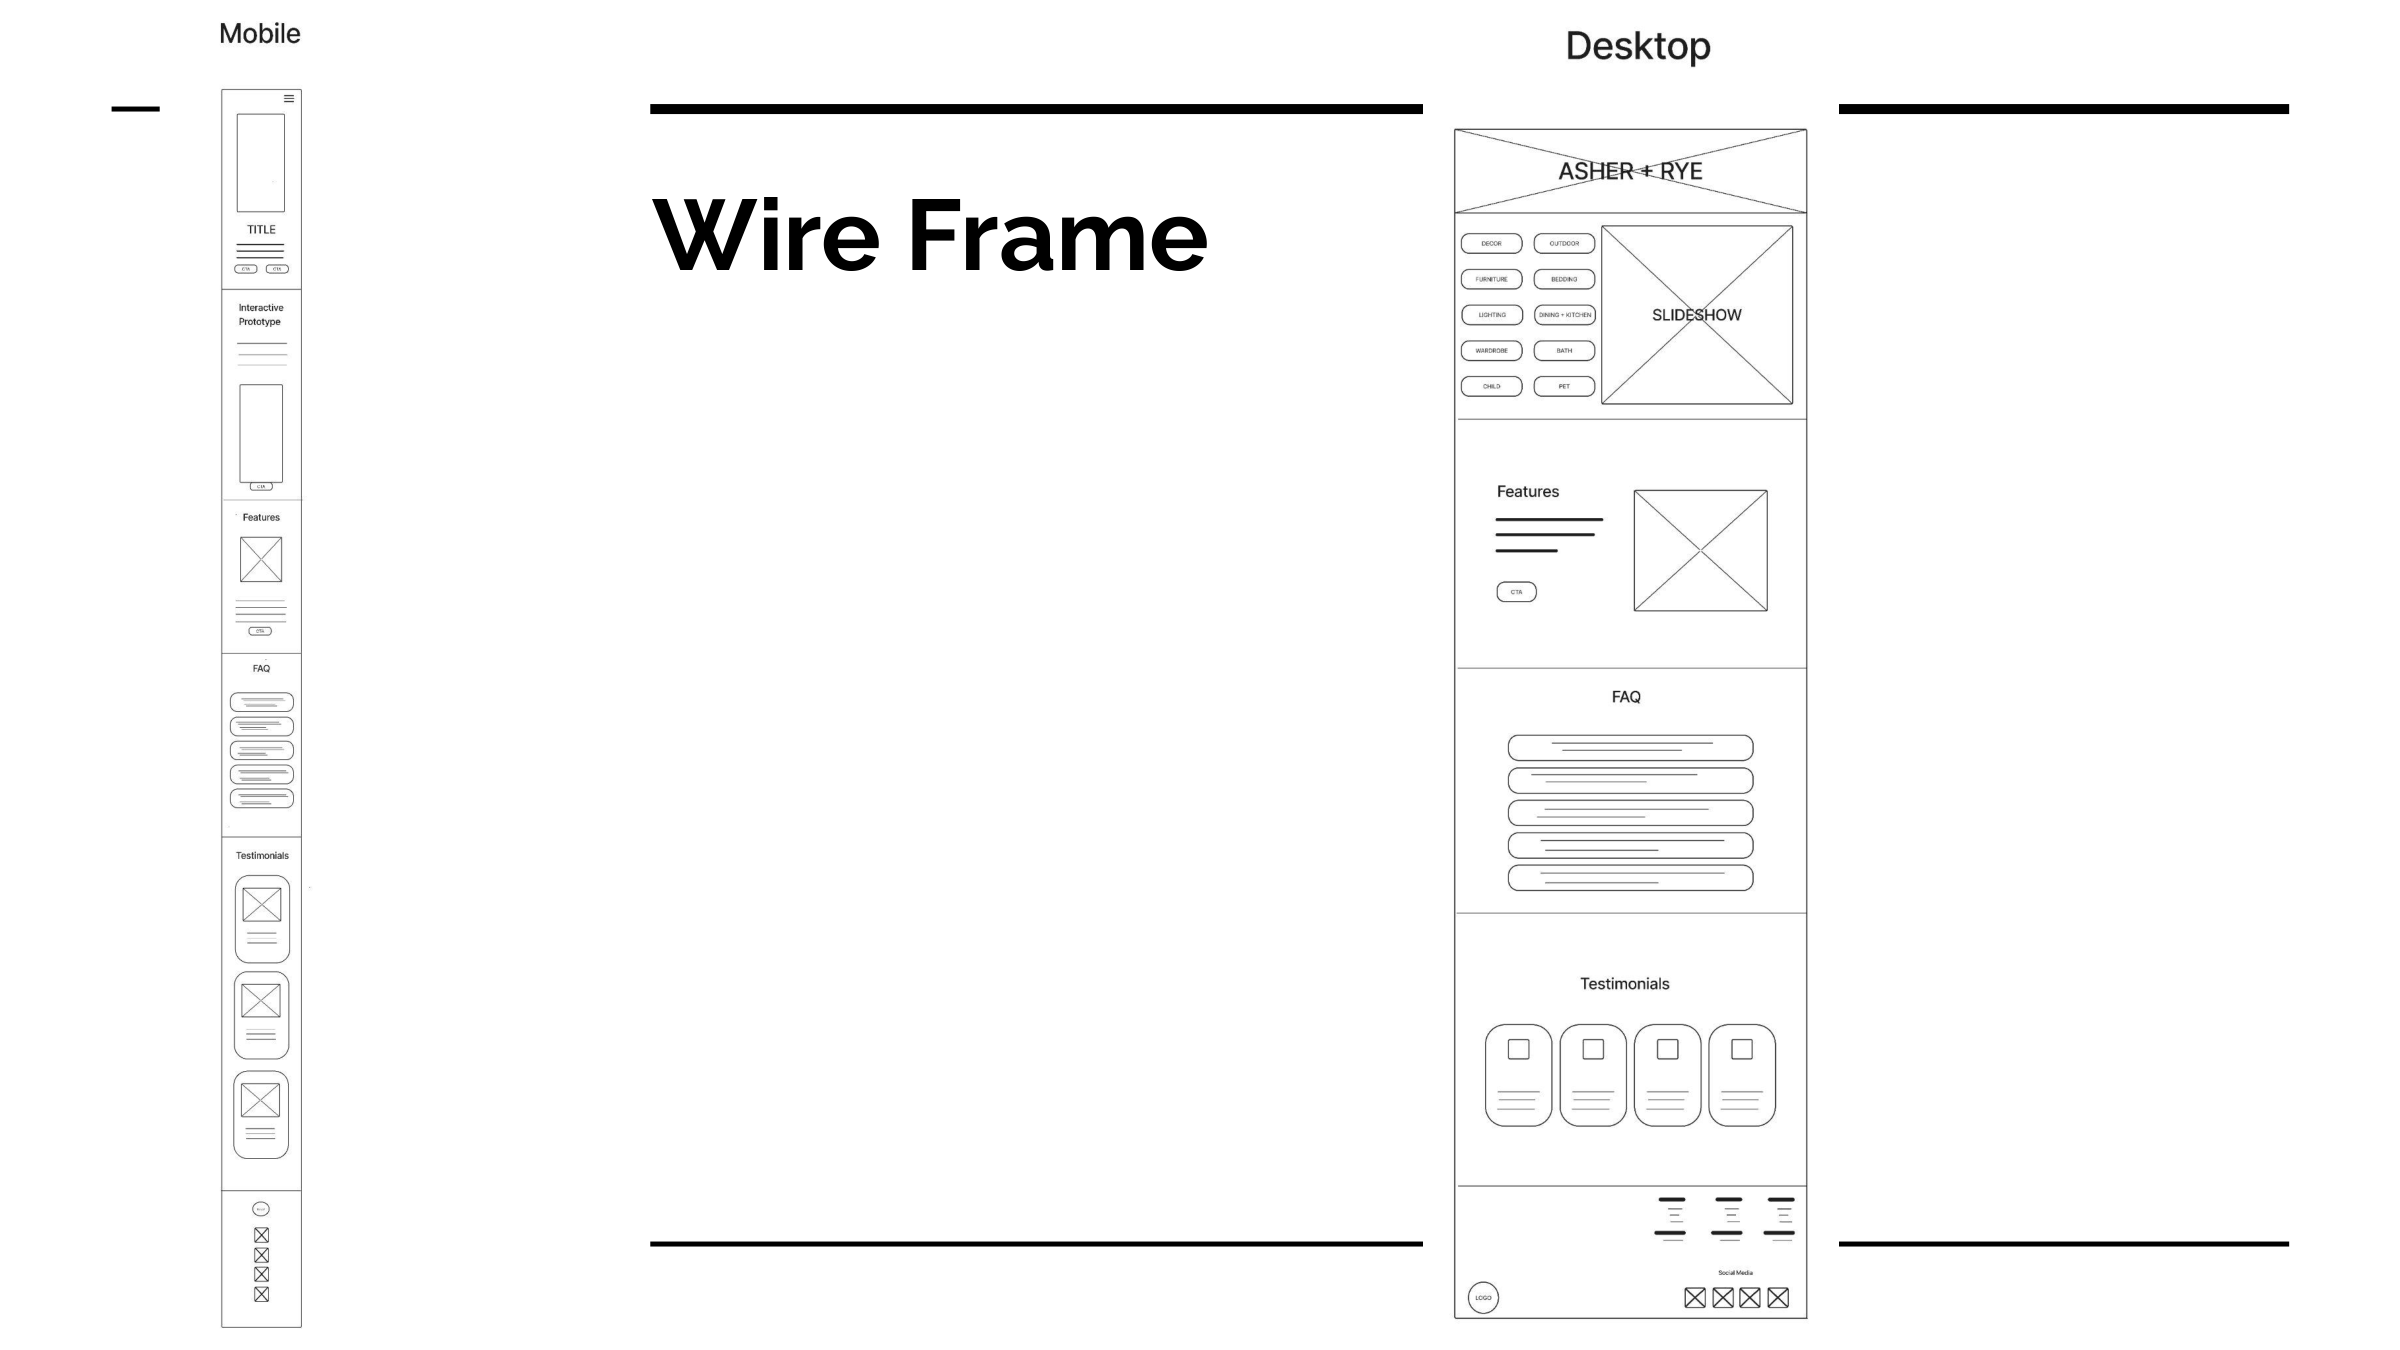 Mobile
TITLE
CTA CTA
Interactive
Prototype
CTA
Features
CTA
FAQ
Testimonials
Wire Frame
Desktop
ASHER + RYE
DECOR OUTDOOR
FURNITURE BEDDING
LIGHTING DINING + KITCHEN
WARDROBE BATH
CHILD PET
SLIDESHOW
Features
CTA
FAQ
Testimonials
Social Media
LOGO